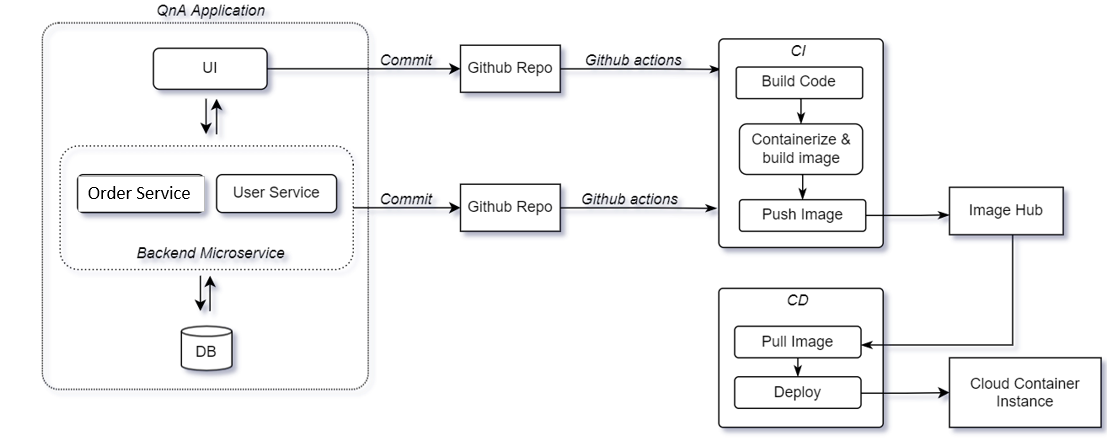 QnA Application
UI
Commit
Github Repo
Github actions
CI
Build Code
Containerize &
build image
Push Image
Order Service
User Service
Backend Microservice
Commit
Github Repo
Github actions
Image Hub
DB
CD
Pull Image
Deploy
Cloud Container
Instance